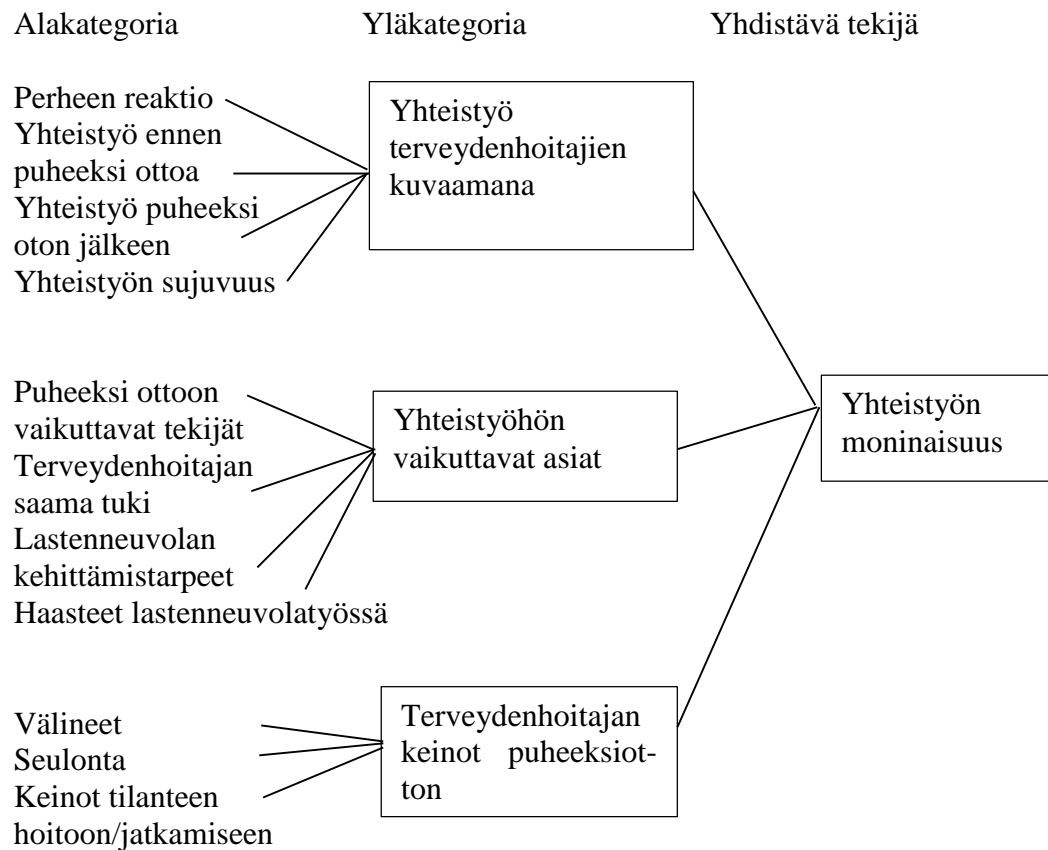 Alakategoria Yläkategoria Yhdistävä tekijä
Perheen reaktio
Yhteistyö ennen
puheeksi ottoa
Yhteistyö puheeksi
oton jälkeen
Yhteistyön sujuvuus
Yhteistyö
terveydenhoitajien
kuvaamana
Puheeksi ottoon
vaikuttavat tekijät
Terveydenhoitajan
saama tuki
Lastenneuvolan
kehittämistarpeet
Haasteet lastenneuvolatyössä
Yhteistyöhön
vaikuttavat asiat
Yhteistyön
moninaisuus
Välineet
Seulonta
Keinot tilanteen
hoitoon/jatkamiseen
Terveydenhoitajan
keinot puheeksiot-
ton